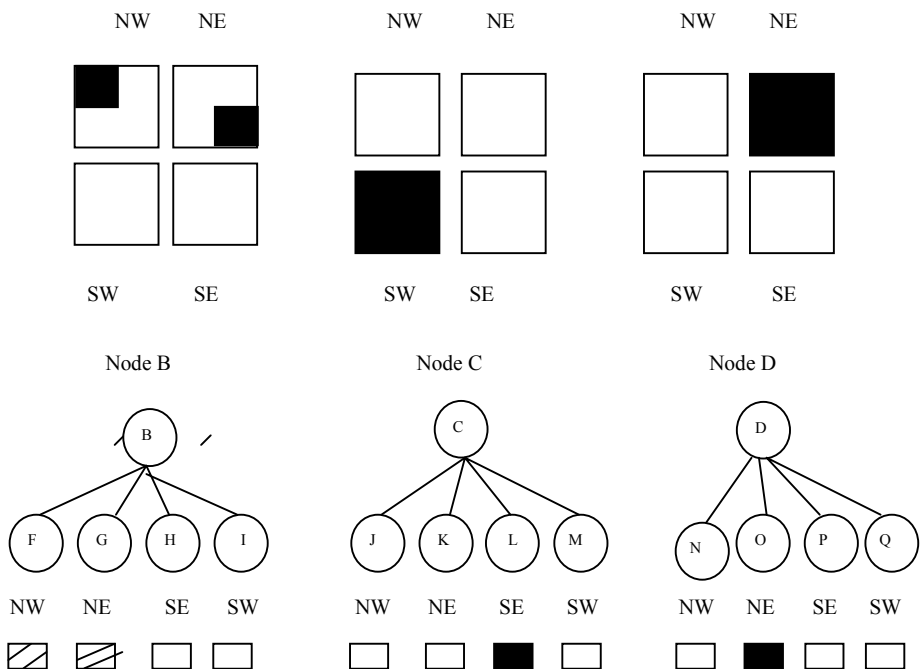 NW NE NW NE NW NE
SW SE SW SE SW SE
Node B Node C Node D
B C D
F G H I J K L M N O P Q
NW NE SE SW NW NE SE SW NW NE SE SW